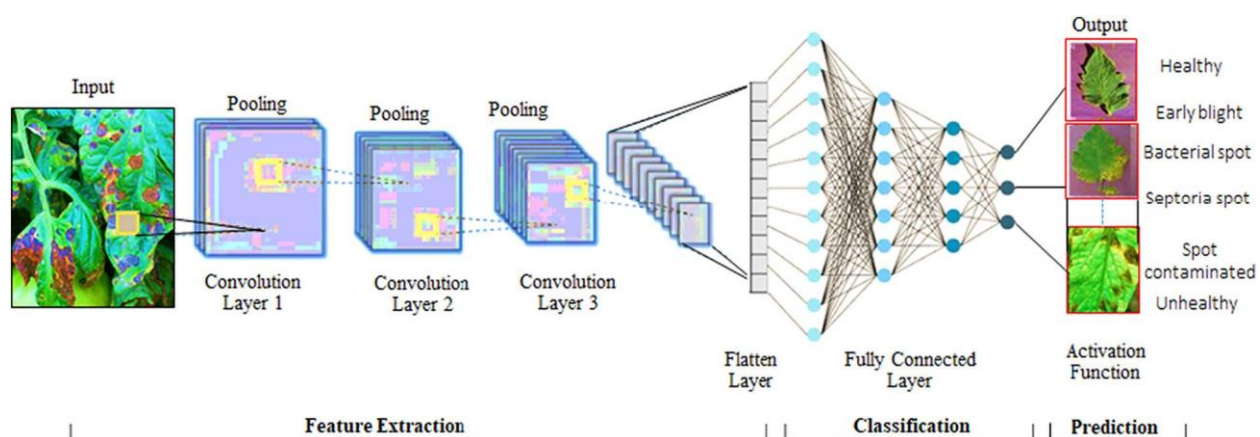 Input
Pooling
Pooling
Pooling
Output
Healthy
Early blight
Bacterial spot
Septoria spot
Spot
contaminated
Unhealthy
Convolution
Layer 1
Convolution
Layer 2
Convolution
Layer 3
Flatten
Layer
Fully Connected
Layer
Activation
Function
Feature Extraction
Classification
Prediction